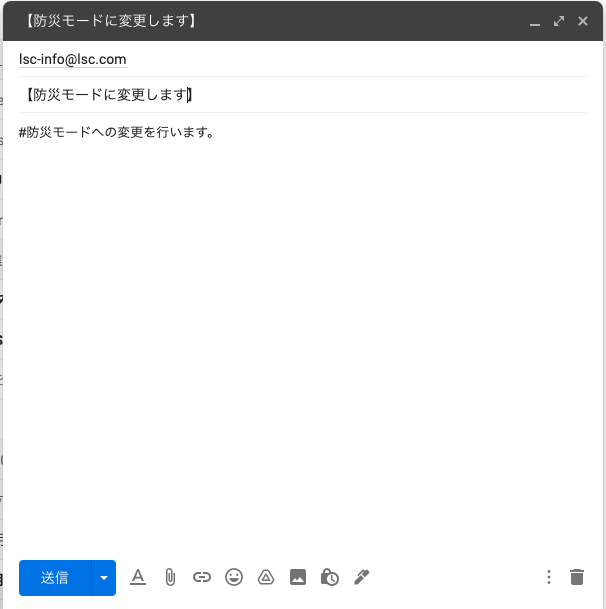 【防災モードに変更します】
lsc-info@lsc.com
【防災モードに変更します】
#防災モードへの変更を行います。
送信